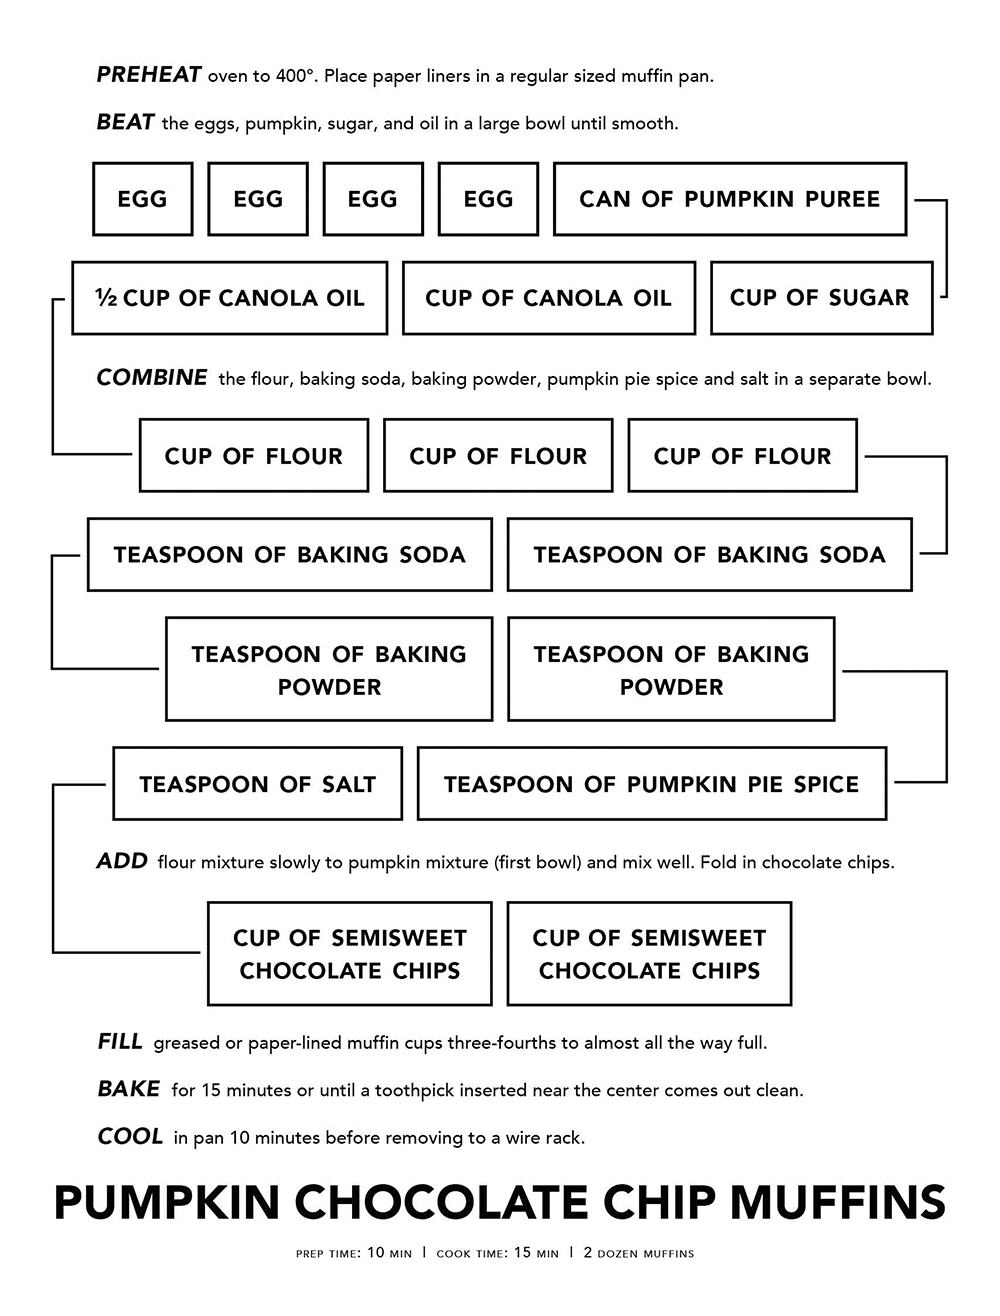 PREHEAT oven to 400°. Place paper liners in a regular sized muffin pan.
BEAT the eggs, pumpkin, sugar, and oil in a large bowl until smooth.
EGG EGG EGG EGG CAN OF PUMPKIN PUREE
½ CUP OF CANOLA OIL CUP OF CANOLA OIL CUP OF SUGAR
COMBINE the flour, baking soda, baking powder, pumpkin pie spice and salt in a separate bowl.
CUP OF FLOUR CUP OF FLOUR CUP OF FLOUR
TEASPOON OF BAKING SODA TEASPOON OF BAKING SODA
TEASPOON OF BAKING
POWDER
TEASPOON OF BAKING
POWDER
TEASPOON OF SALT TEASPOON OF PUMPKIN PIE SPICE
ADD flour mixture slowly to pumpkin mixture (first bowl) and mix well. Fold in chocolate chips.
CUP OF SEMISWEET
CHOCOLATE CHIPS
CUP OF SEMISWEET
CHOCOLATE CHIPS
FILL greased or paper-lined muffin cups three-fourths to almost all the way full.
BAKE for 15 minutes or until a toothpick inserted near the center comes out clean.
COOL in pan 10 minutes before removing to a wire rack.
PUMPKIN CHOCOLATE CHIP MUFFINS
PREP TIME: 10 MIN | COOK TIME: 15 MIN | 2 DOZEN MUFFINS